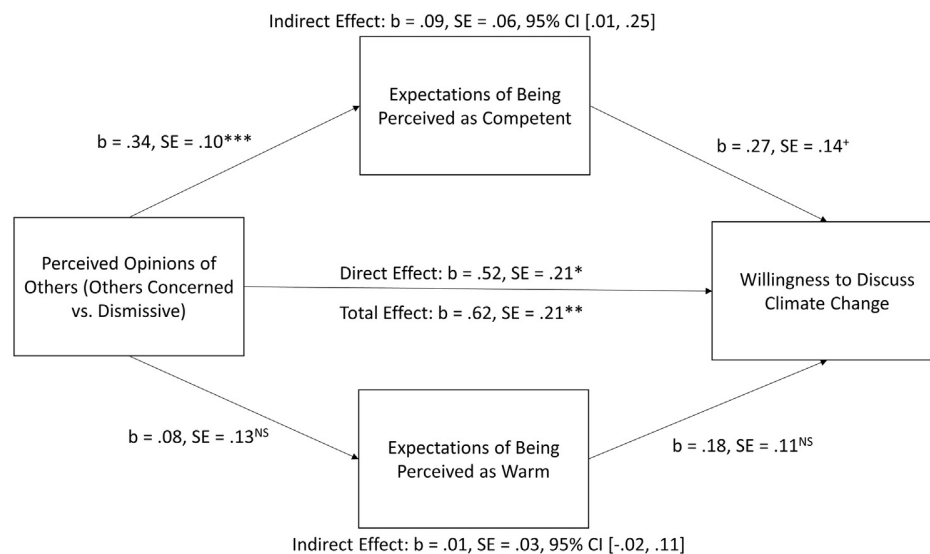 Indirect Effect: b = .09, SE = .06, 95% CI [.01, .25]
Expectations of Being
Perceived as Competent
b = .34, SE = .10***
b = .27, SE = .14⁺
Perceived Opinions of
Others (Others Concerned
vs. Dismissive)
Direct Effect: b = .52, SE = .21*
Total Effect: b = .62, SE = .21**
Willingness to Discuss
Climate Change
b = .08, SE = .13ᴺˢ
Expectations of Being
Perceived as Warm
b = .18, SE = .11ᴺˢ
Indirect Effect: b = .01, SE = .03, 95% CI [-.02, .11]